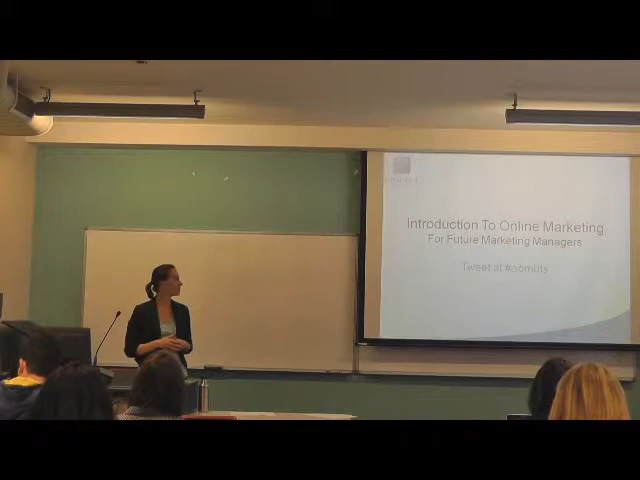 Introduction To Online Marketing
For Future Marketing Managers
Tweet at